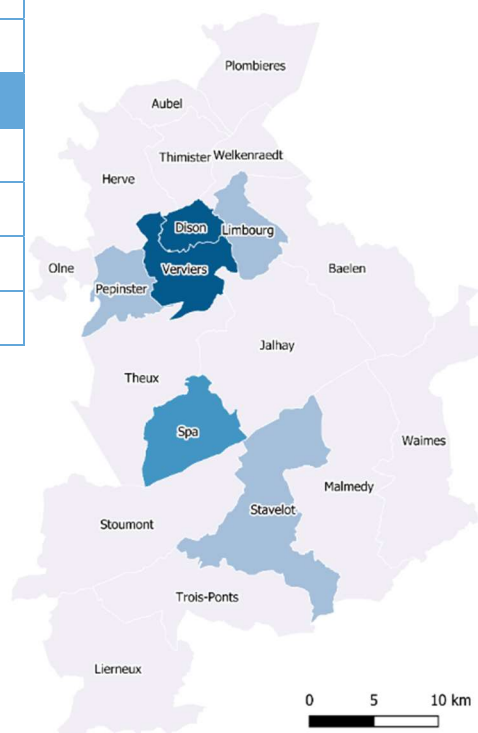 Plombieres
Aubel
Thimister
Welkenraedt
Herve
Dison
Limbourg
Olne
Verviers
Baelen
Pepinster
Jalhay
Theux
Spa
Waimes
Malmedy
Stavelot
Stoumont
Trois-Ponts
Lierneux
0 5 10 km